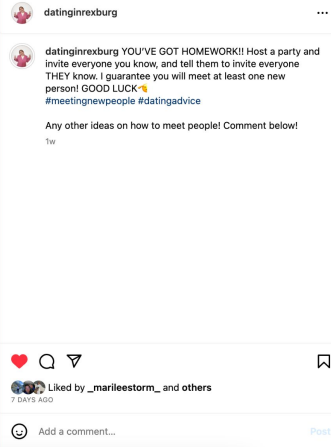 datinginrexburg
datinginrexburg YOU'VE GOT HOMEWORK!! Host a party and
invite everyone you know, and tell them to invite everyone
THEY know. I guarantee you will meet at least one new
person! GOOD LUCK
#meetingnewpeople #datingadvice
Any other ideas on how to meet people! Comment below!
1w
Liked by _marileestorm_ and others
7 DAYS AGO
Add a comment...
Post